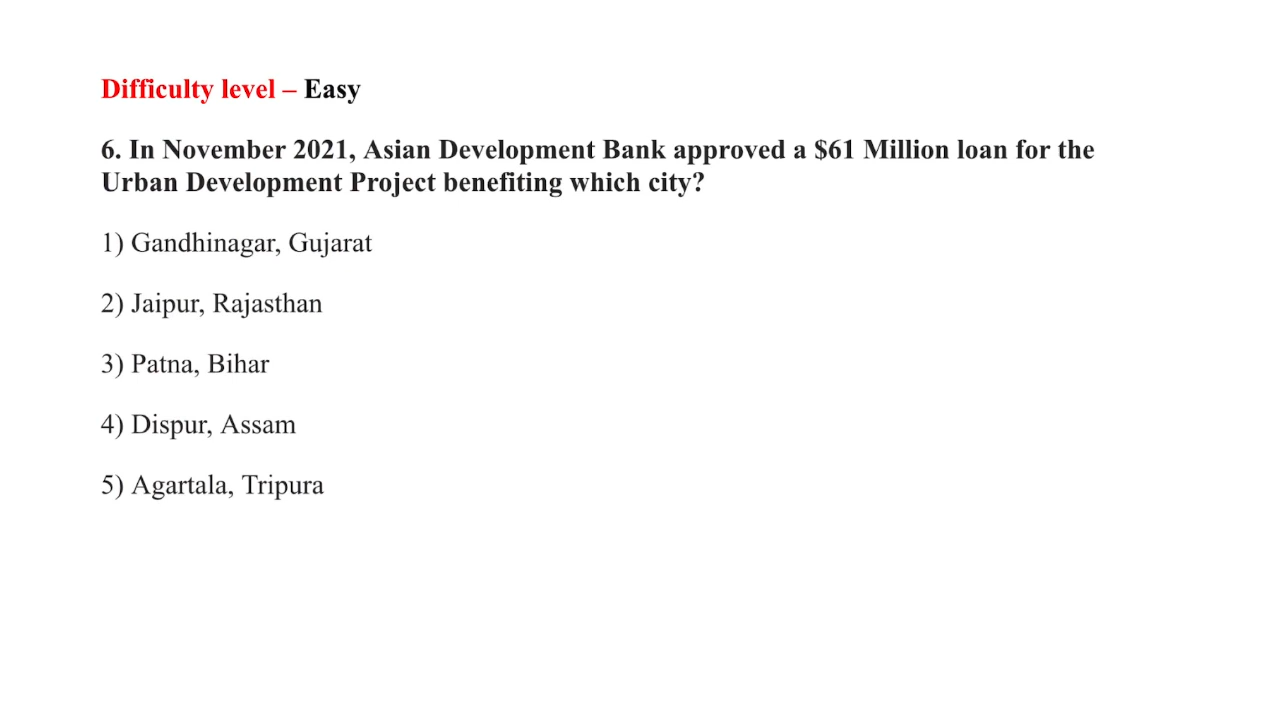 Difficulty level – Easy
6. In November 2021, Asian Development Bank approved a $61 Million loan for the
Urban Development Project benefiting which city?
1) Gandhinagar, Gujarat
2) Jaipur, Rajasthan
3) Patna, Bihar
4) Dispur, Assam
5) Agartala, Tripura